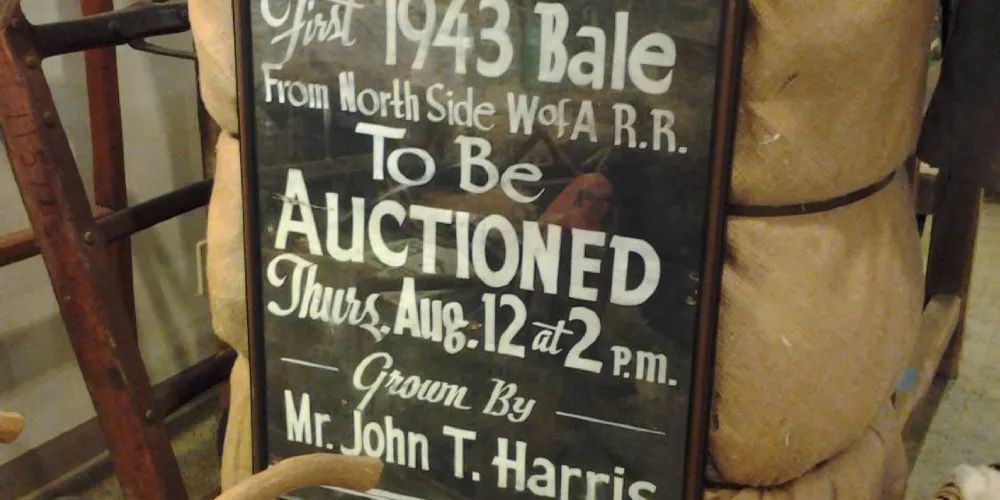 First 1943 Bale
From North Side W of A R.R.
To Be
AUCTIONED
Thurs. Aug. 12 at 2 P.m.
Grown By
Mr. John T. Harris